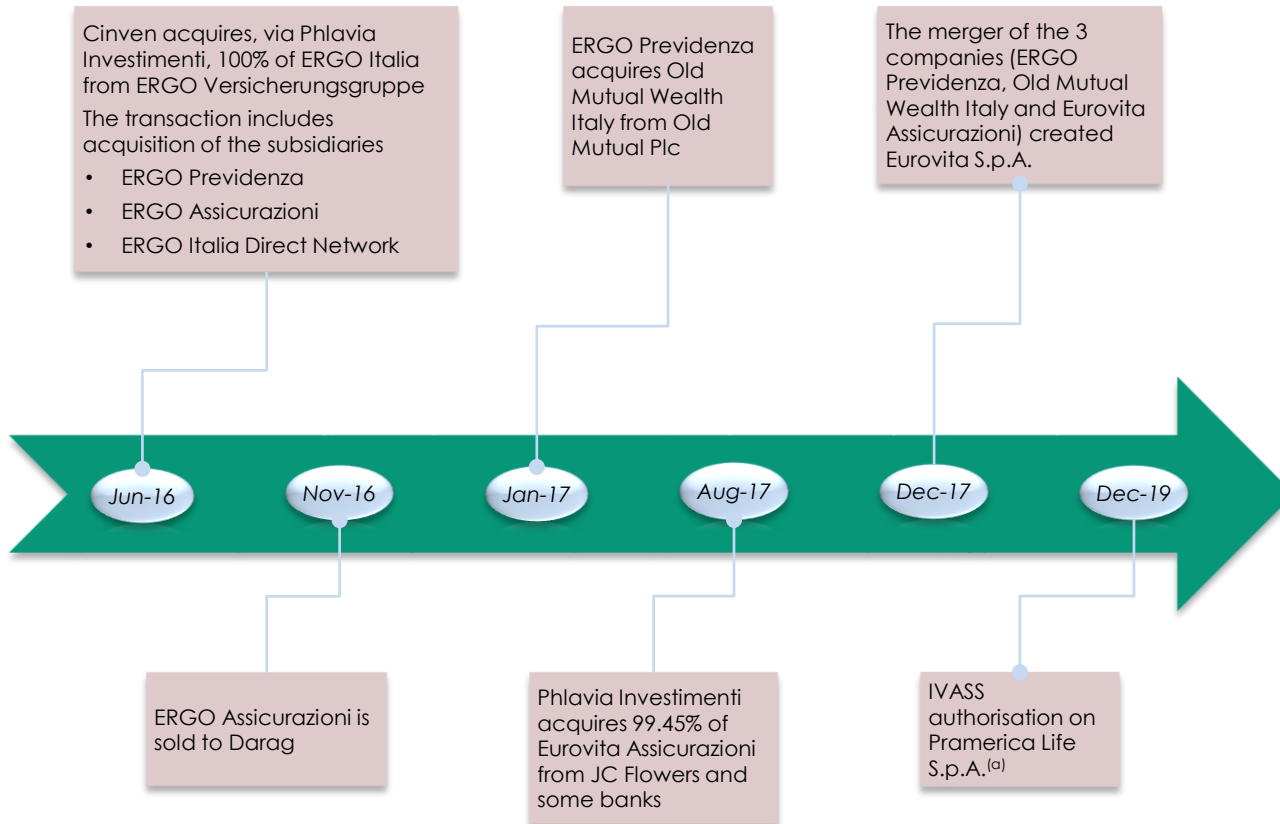 Cinven acquires, via Phlavia
Investimenti, 100% of ERGO Italia
from ERGO Versicherungsgruppe
The transaction includes
acquisition of the subsidiaries
• ERGO Previdenza
• ERGO Assicurazioni
• ERGO Italia Direct Network
ERGO Previdenza
acquires Old
Mutual Wealth
Italy from Old
Mutual Plc
The merger of the 3
companies (ERGO
Previdenza, Old Mutual
Wealth Italy and Eurovita
Assicurazioni) created
Eurovita S.p.A.
Jun-16
Nov-16
Jan-17
Aug-17
Dec-17
Dec-19
ERGO Assicurazioni is
sold to Darag
Phlavia Investimenti
acquires 99.45% of
Eurovita Assicurazioni
from JC Flowers and
some banks
IVASS
authorisation on
Pramerica Life
S.p.A.(a)